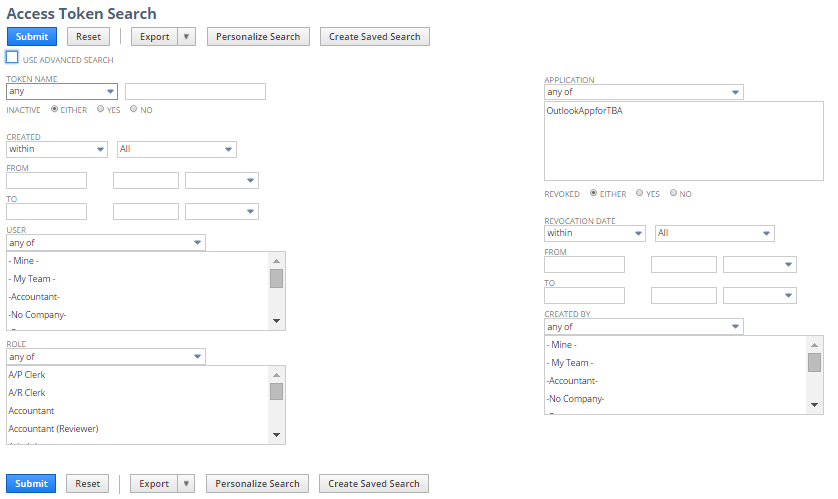 Access Token Search
Submit Reset Export Personalize Search Create Saved Search
USE ADVANCED SEARCH
TOKEN NAME
any
INACTIVE EITHER YES NO
CREATED
within All
FROM
TO
USER
any of
- Mine -
- My Team -
-Accountant-
-No Company-
ROLE
any of
A/P Clerk
A/R Clerk
Accountant
Accountant (Reviewer)
APPLICATION
any of
OutlookAppforTBA
REVOKED EITHER YES NO
REVOCATION DATE
within All
FROM
TO
CREATED BY
any of
- Mine -
- My Team -
-Accountant-
-No Company-
Submit Reset Export Personalize Search Create Saved Search